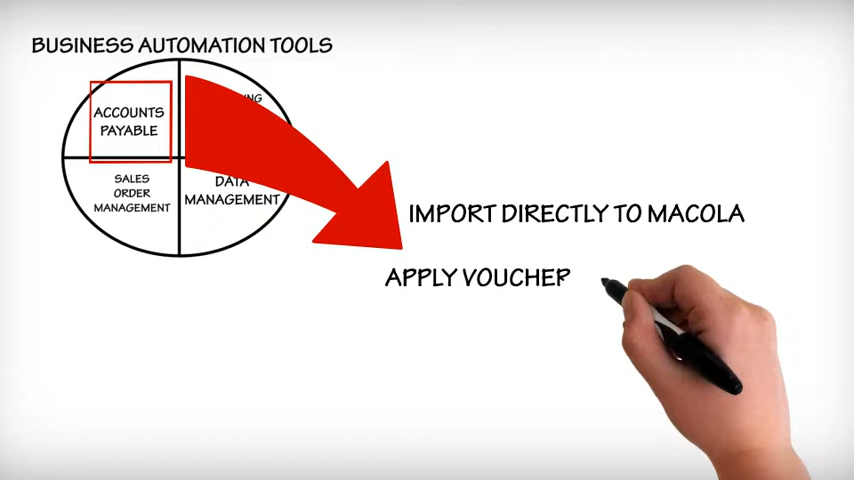 BUSINESS AUTOMATION TOOLS
ACCOUNTS
PAYABLE
SALES
ORDER
MANAGEMENT
DATA
MANAGEMENT
IMPORT DIRECTLY TO MACOLA
APPLY VOUCHER